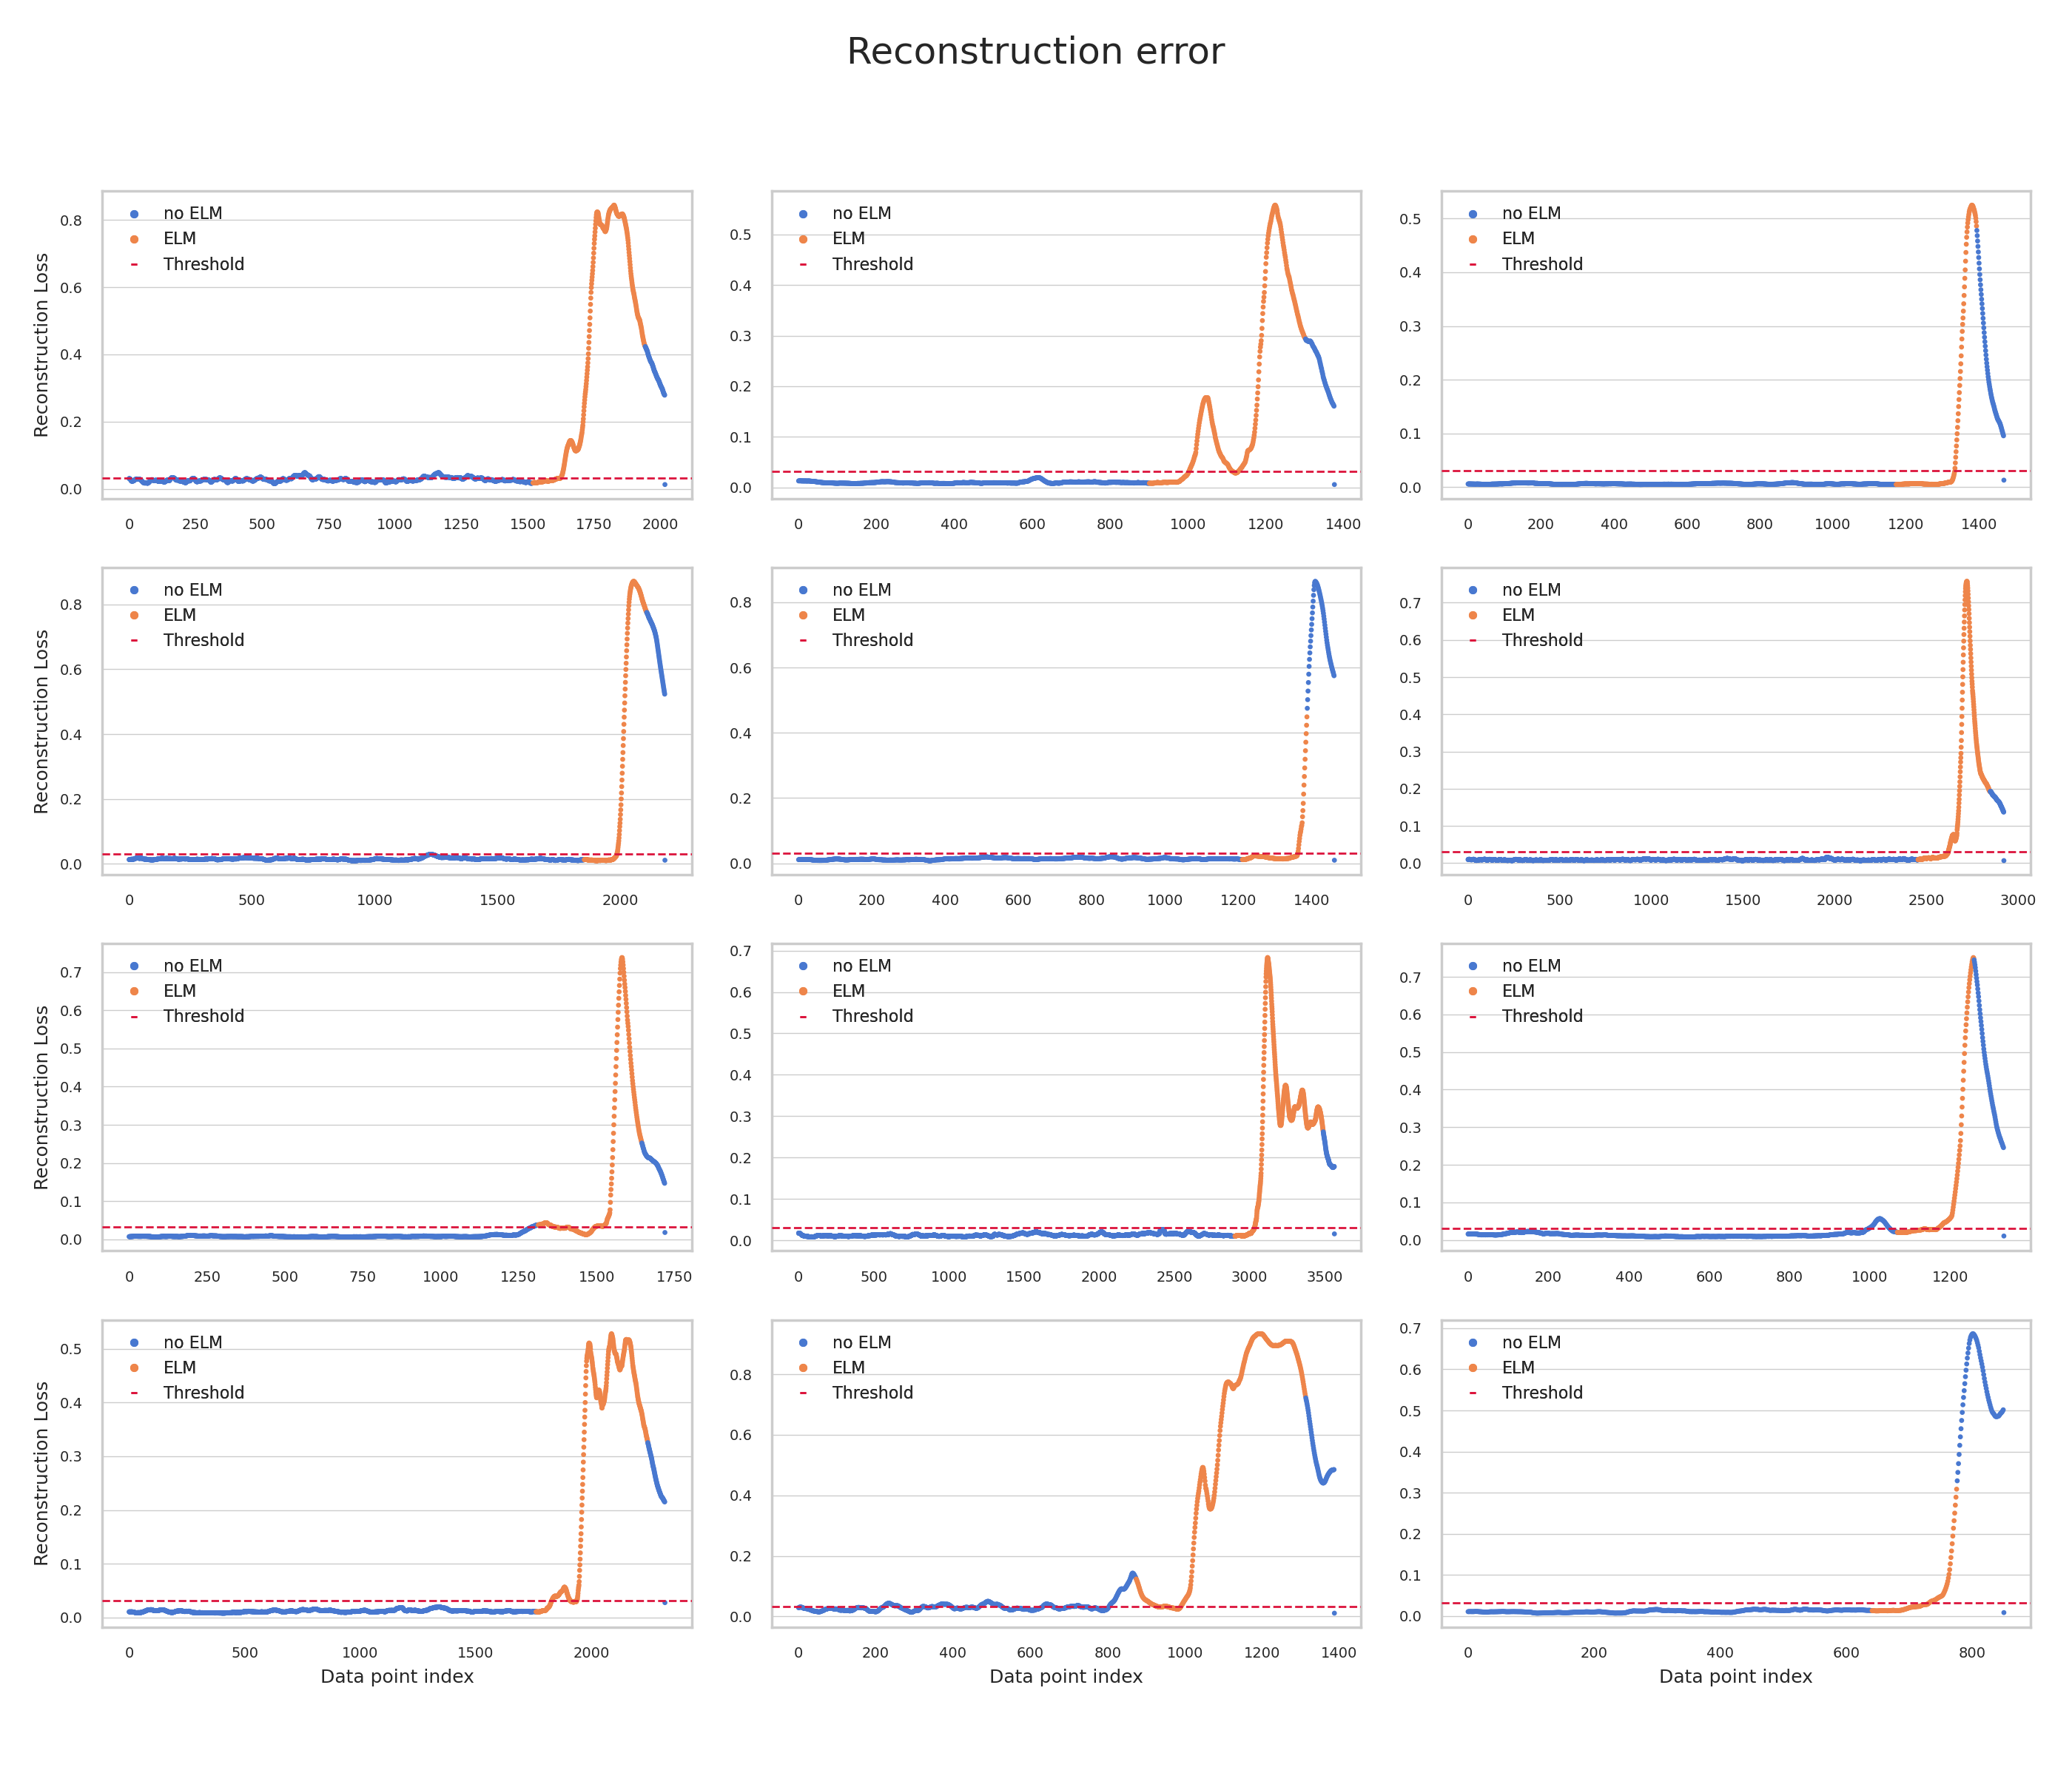 Reconstruction error
no ELM
ELM
Threshold
Reconstruction Loss
0.8
0.6
0.4
0.2
0.0
0 250 500 750 1000 1250 1500 1750 2000
no ELM
ELM
Threshold
0.5
0.4
0.3
0.2
0.1
0.0
0 200 400 600 800 1000 1200 1400
no ELM
ELM
Threshold
0.5
0.4
0.3
0.2
0.1
0.0
0 200 400 600 800 1000 1200 1400
no ELM
ELM
Threshold
Reconstruction Loss
0.8
0.6
0.4
0.2
0.0
0 500 1000 1500 2000
no ELM
ELM
Threshold
0.8
0.6
0.4
0.2
0.0
0 200 400 600 800 1000 1200 1400
no ELM
ELM
Threshold
0.7
0.6
0.5
0.4
0.3
0.2
0.1
0.0
0 500 1000 1500 2000 2500 3000
no ELM
ELM
Threshold
Reconstruction Loss
0.7
0.6
0.5
0.4
0.3
0.2
0.1
0.0
0 250 500 750 1000 1250 1500 1750
no ELM
ELM
Threshold
0.7
0.6
0.5
0.4
0.3
0.2
0.1
0.0
0 500 1000 1500 2000 2500 3000 3500
no ELM
ELM
Threshold
0.7
0.6
0.5
0.4
0.3
0.2
0.1
0.0
0 200 400 600 800 1000 1200
no ELM
ELM
Threshold
Reconstruction Loss
0.5
0.4
0.3
0.2
0.1
0.0
0 500 1000 1500 2000
Data point index
no ELM
ELM
Threshold
0.8
0.6
0.4
0.2
0.0
0 200 400 600 800 1000 1200 1400
Data point index
no ELM
ELM
Threshold
0.7
0.6
0.5
0.4
0.3
0.2
0.1
0.0
0 200 400 600 800
Data point index